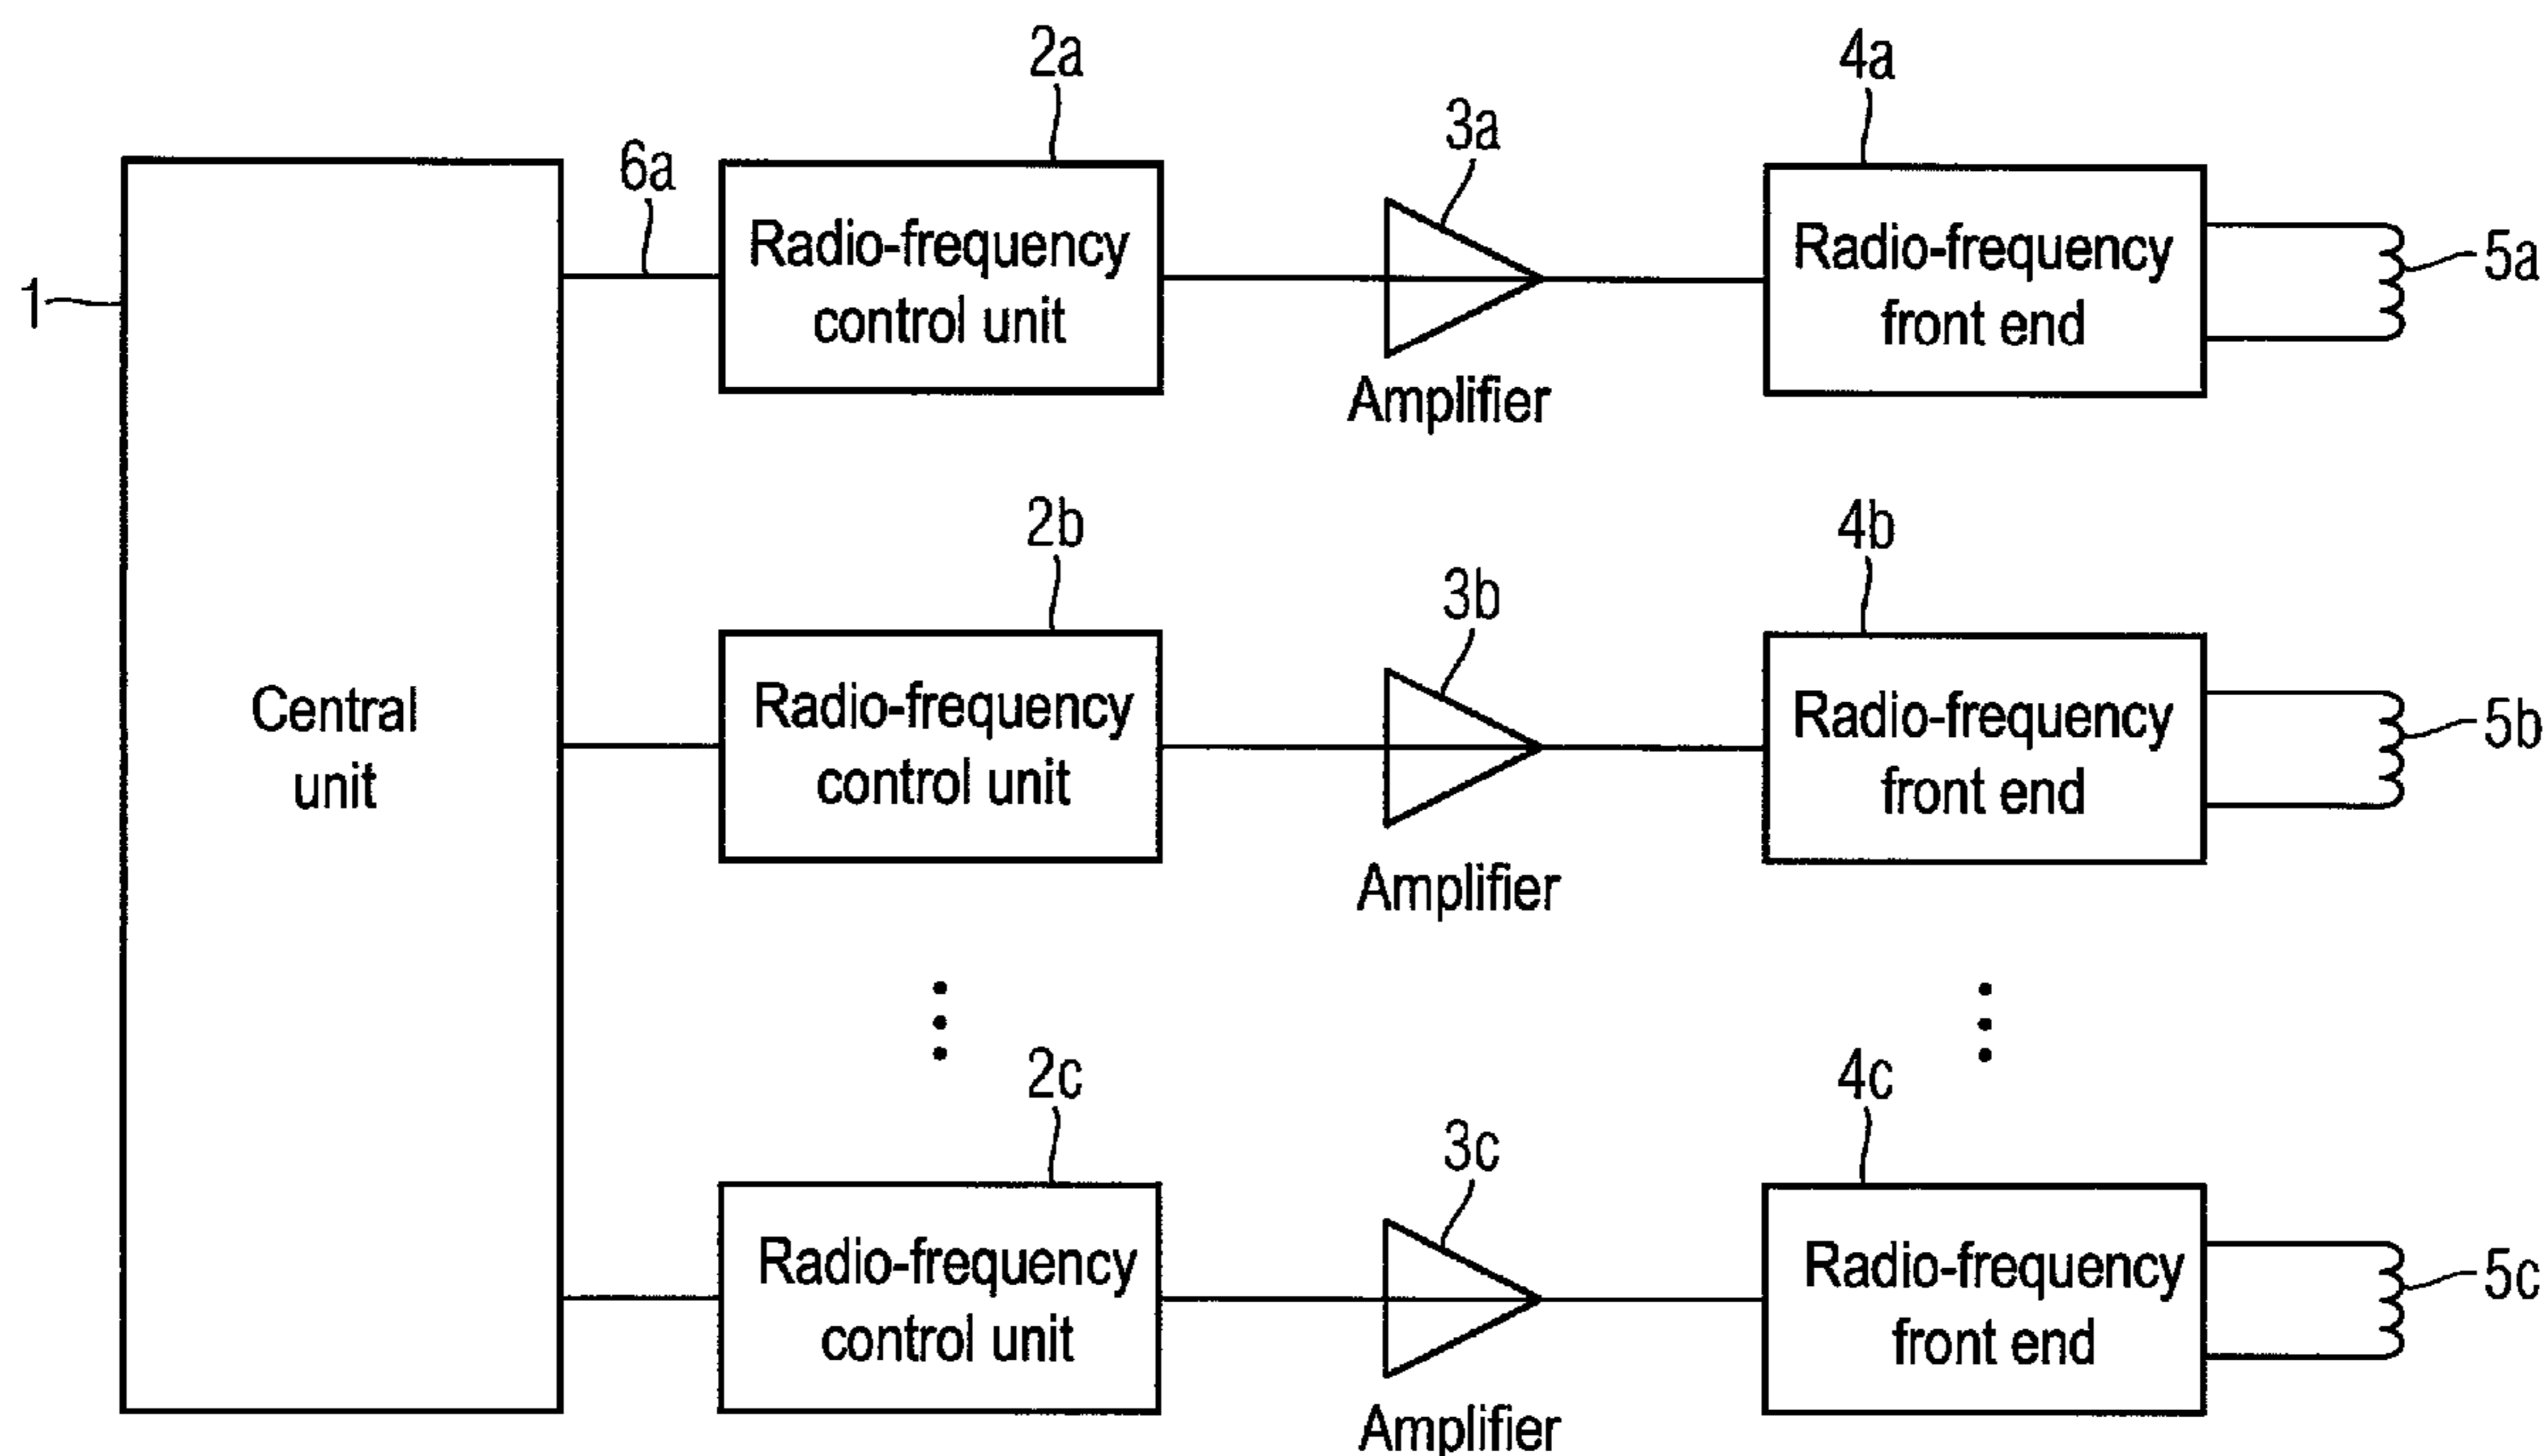 2a
4a
3a
6a
Radio-frequency
control unit
Radio-frequency
front end
5a
1
Amplifier
2b
4b
3b
Central
unit
Radio-frequency
control unit
Radio-frequency
front end
5b
Amplifier
2c
4c
3c
Radio-frequency
control unit
Radio-frequency
front end
5c
Amplifier